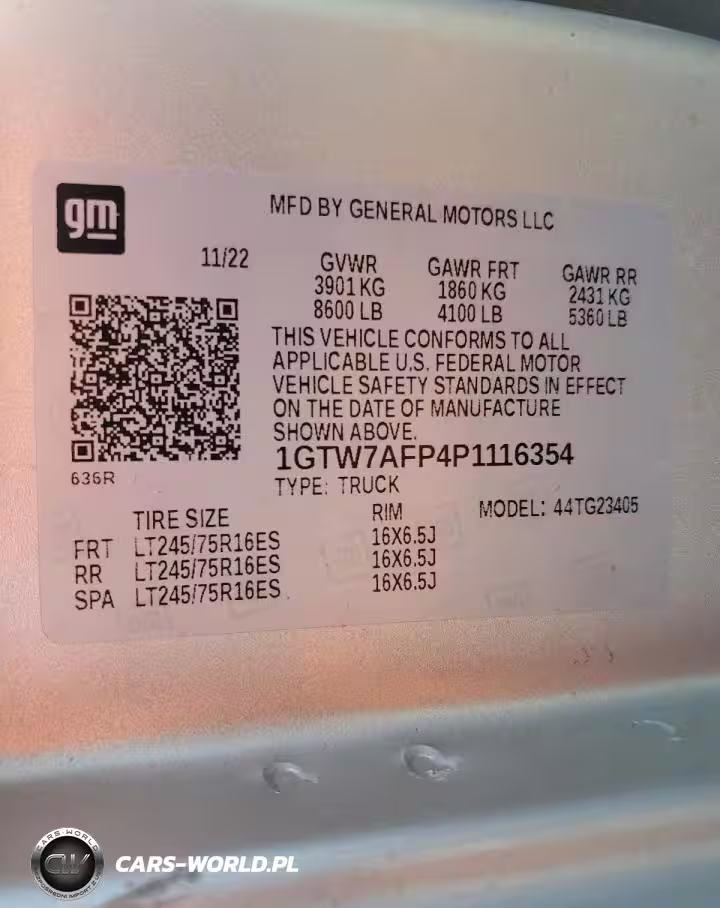 gm
MFD BY GENERAL MOTORS LLC
11/22
GVWR GAWR FRT GAWR RR
3901 KG 1860 KG 2431 KG
8600 LB 4100 LB 5360 LB
THIS VEHICLE CONFORMS TO ALL
APPLICABLE U.S. FEDERAL MOTOR
VEHICLE SAFETY STANDARDS IN EFFECT
ON THE DATE OF MANUFACTURE
SHOWN ABOVE.
1GTW7AFP4P1116354
636R
TYPE: TRUCK
TIRE SIZE RIM MODEL: 44TG23405
FRT LT245/75R16ES 16X6.5J
RR LT245/75R16ES 16X6.5J
SPA LT245/75R16ES 16X6.5J
CARS-WORLD
CW
CARS-WORLD.PL